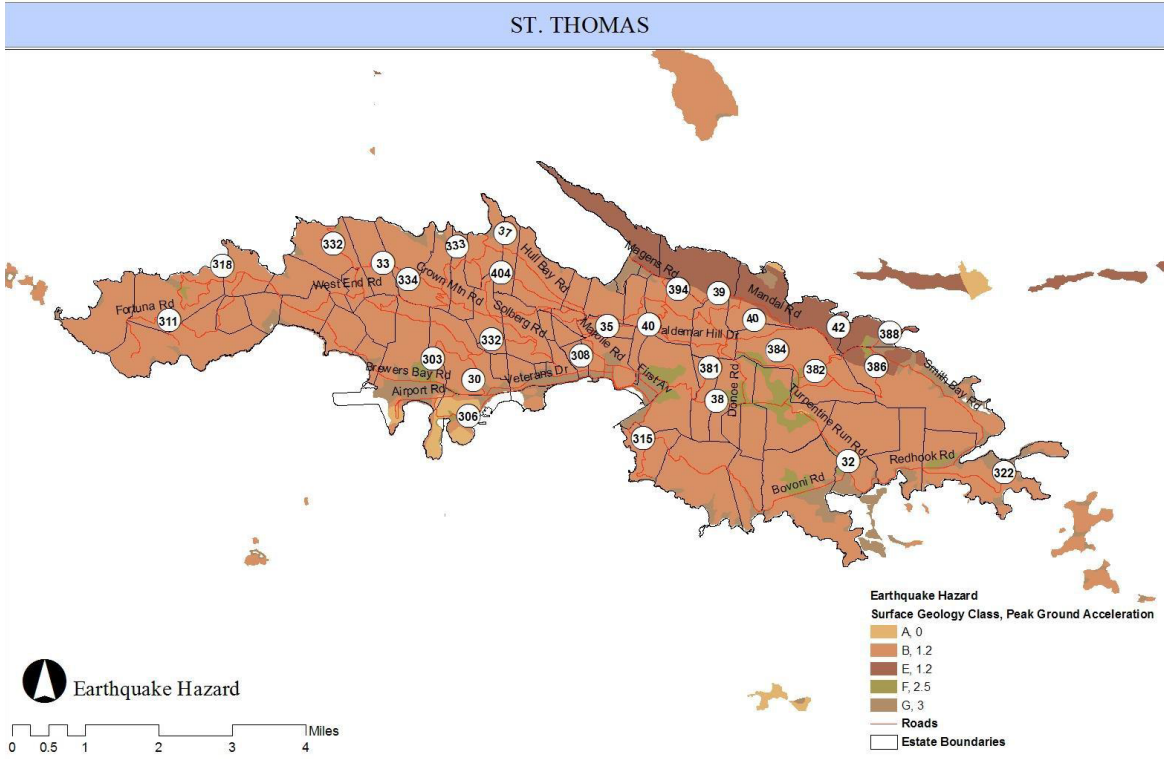 ST. THOMAS
37
332
333
Hull Bay Rd
33
318
404
Magens Rd
334
Crown Mtn Rd
West End Rd
394
39
Mandal Rd
Fortuna Rd
311
Solberg Rd
35
40
40
42
388
Mafolie Rd
aldemar Hill Dr
332
384
303
308
381
382
386
Smith Bay Rd
Brewers Bay Rd
30
Veterans Dr
First Av
Donoe Rd
Airport Rd
306
38
Turpentine Run Rd
315
32
Redhook Rd
322
Bovoni Rd
Earthquake Hazard
Surface Geology Class, Peak Ground Acceleration
A, 0
B, 1.2
E, 1.2
F, 2.5
G, 3
Roads
Estate Boundaries
Earthquake Hazard
Miles
0 0.5 1 2 3 4